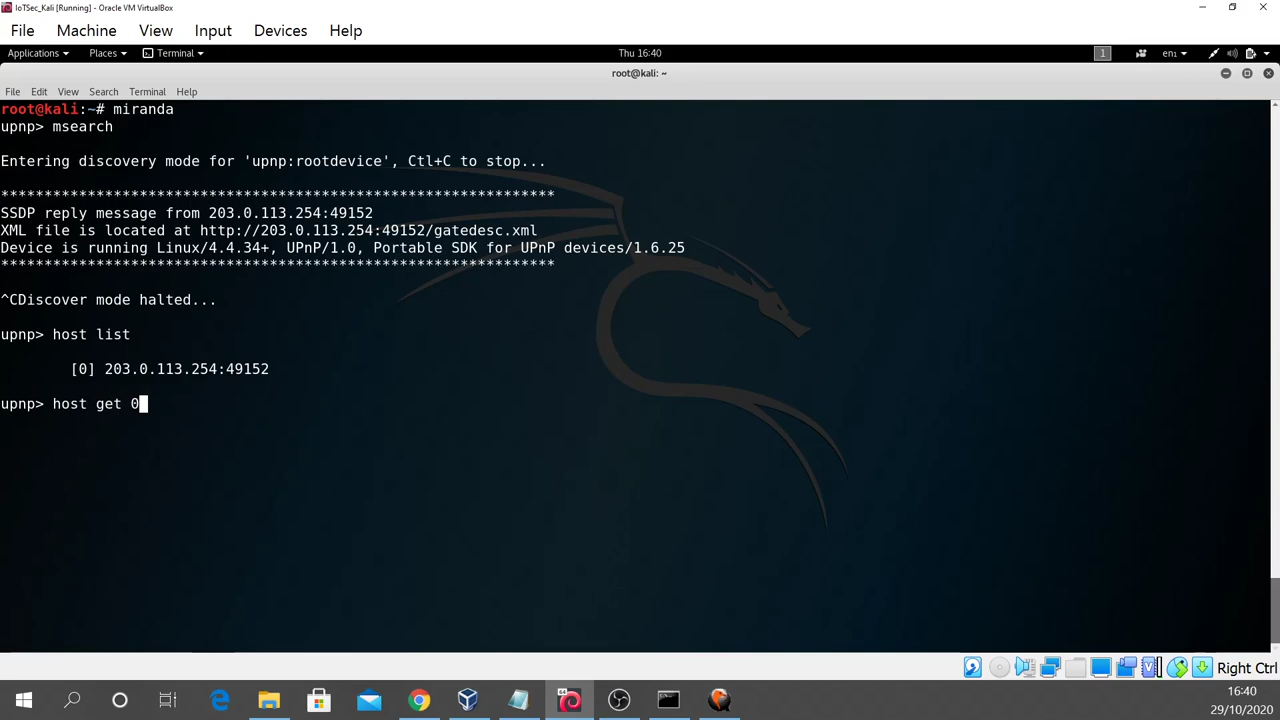 IoTSec_Kali [Running] - Oracle VM VirtualBox
File Machine View Input Devices Help
Applications Places Terminal Thu 16:40 1 en1
root@kali: ~
File Edit View Search Terminal Help
root@kali:~# miranda
upnp> msearch
Entering discovery mode for 'upnp:rootdevice', Ctl+C to stop...
****************************************************************
SSDP reply message from 203.0.113.254:49152
XML file is located at http://203.0.113.254:49152/gatedesc.xml
Device is running Linux/4.4.34+, UPnP/1.0, Portable SDK for UPnP devices/1.6.25
****************************************************************
^CDiscover mode halted...
upnp> host list
[0] 203.0.113.254:49152
upnp> host get 0
Right Ctrl
16:40
29/10/2020